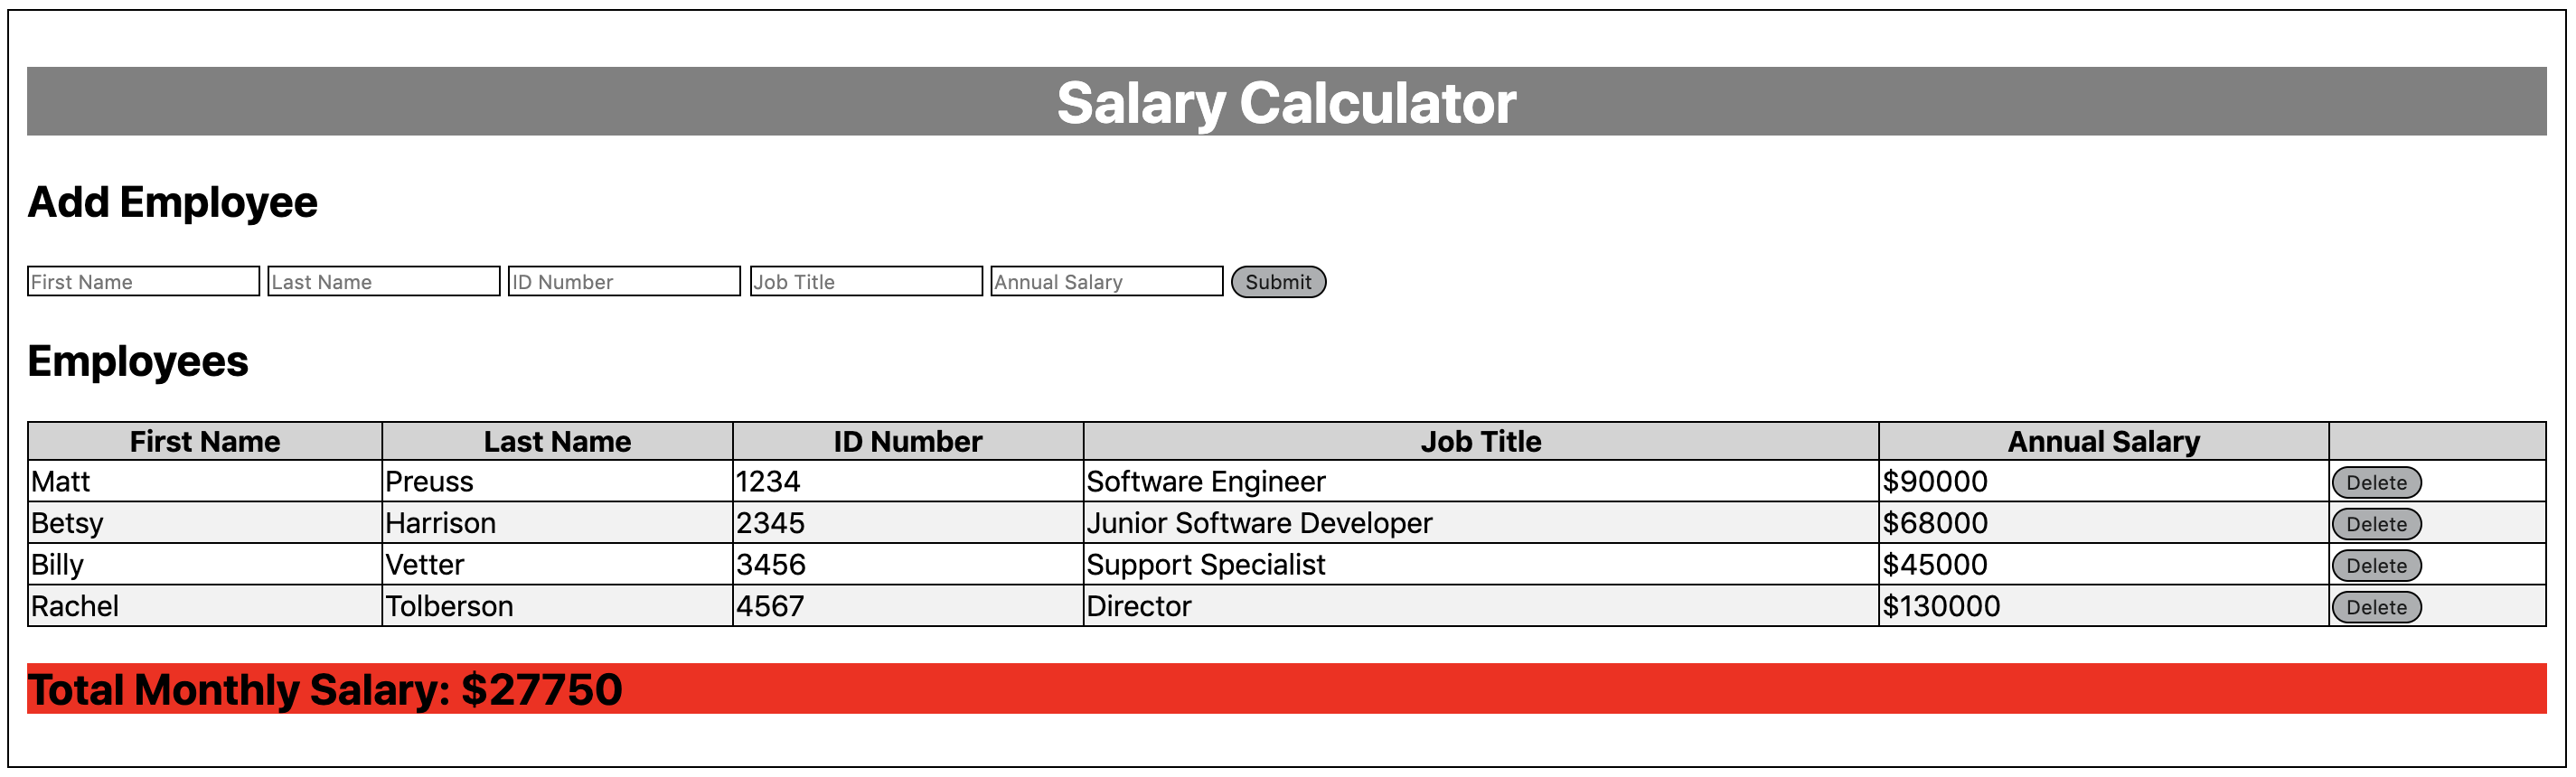 Salary Calculator
Add Employee
First Name Last Name ID Number Job Title Annual Salary Submit
Employees
First Name Last Name ID Number Job Title Annual Salary
Matt Preuss 1234 Software Engineer $90000 Delete
Betsy Harrison 2345 Junior Software Developer $68000 Delete
Billy Vetter 3456 Support Specialist $45000 Delete
Rachel Tolberson 4567 Director $130000 Delete
Total Monthly Salary: $27750